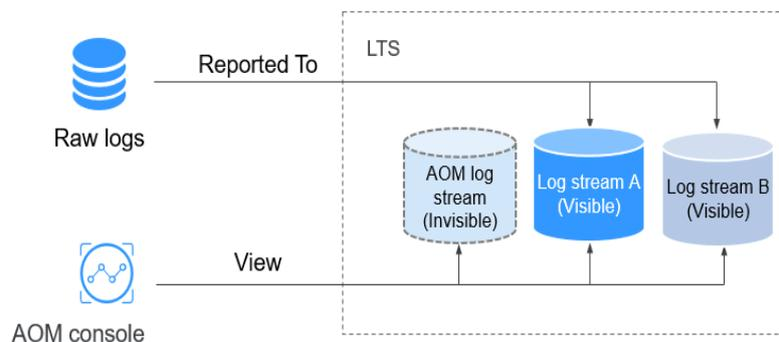 LTS
Reported To
Raw logs
AOM log
stream
(Invisible)
Log stream A
(Visible)
Log stream B
(Visible)
View
AOM console